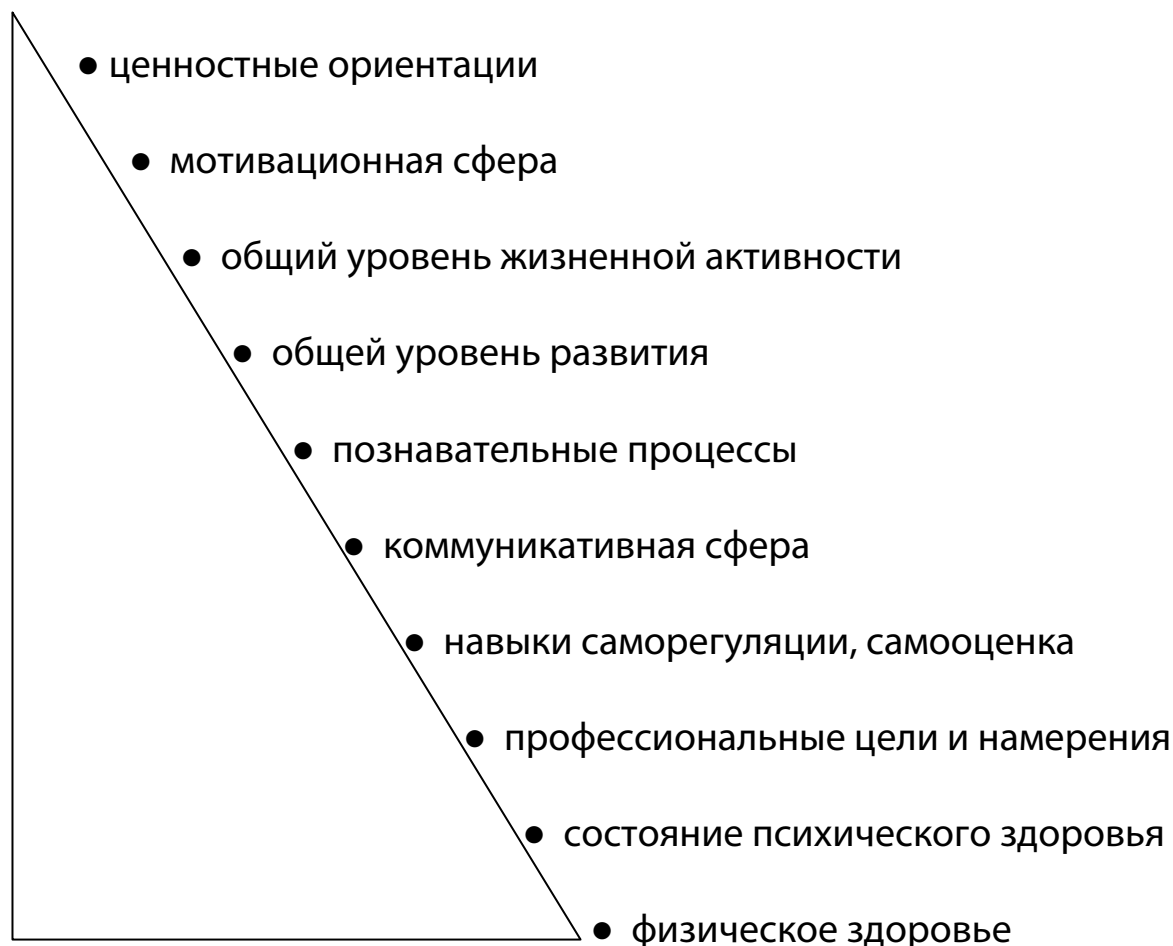 ● ценностные ориентации
● мотивационная сфера
● общий уровень жизненной активности
● общей уровень развития
● познавательные процессы
● коммуникативная сфера
● навыки саморегуляции, самооценка
● профессиональные цели и намерения
● состояние психического здоровья
● физическое здоровье